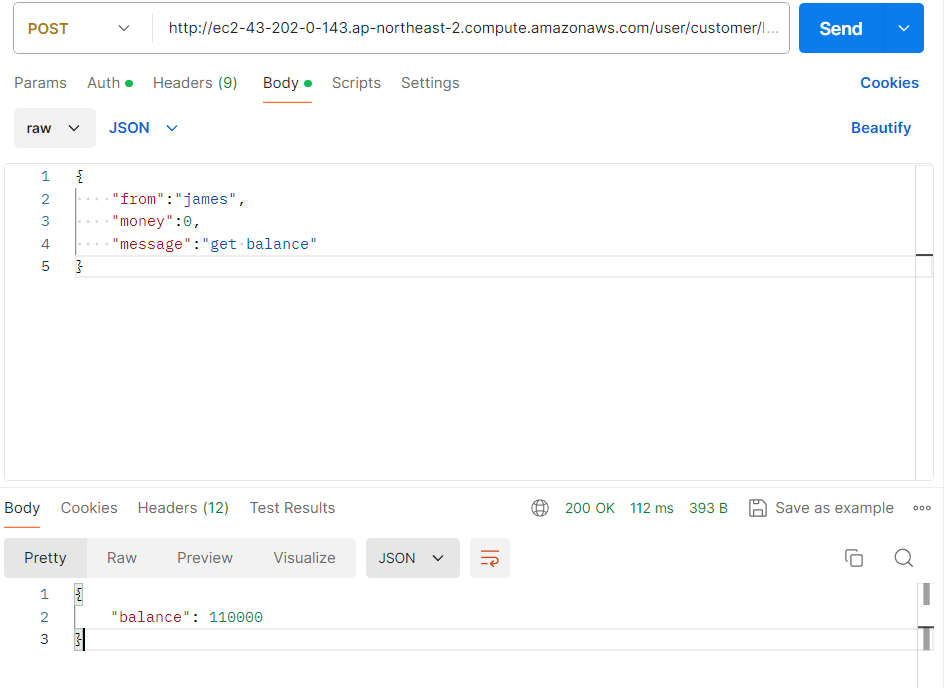 POST http://ec2-43-202-0-143.ap-northeast-2.compute.amazonaws.com/user/customer/ ... Send
Params Auth Headers (9) Body Scripts Settings Cookies
raw JSON Beautify
1 {
2 "from":"james",
3 "money":0,
4 "message":"get balance"
5 }
Body Cookies Headers (12) Test Results 200 OK 112 ms 393 B Save as example
Pretty Raw Preview Visualize JSON
1 {
2 "balance": 110000
3 }